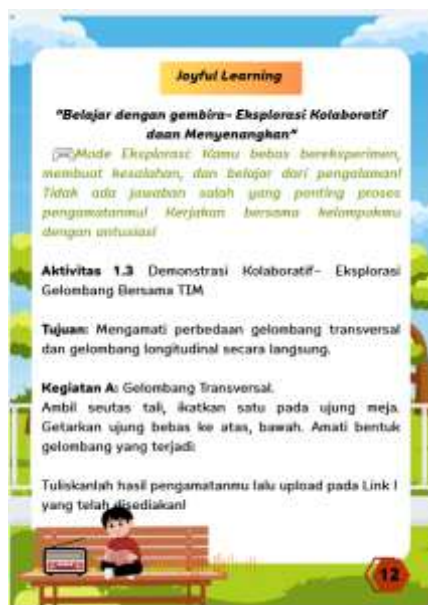 Joyful Learning
"Belajar dengan gembira- Eksplorasi Kolaboratif
daan Menyenangkan"
Mode Eksplorasi: Kamu bebas bereksperimen,
membuat kesalahan, dan belajar dari pengalaman!
Tidak ada jawaban salah yang penting proses
pengamatanmu! Kerjakan bersama kelompokmu
dengan antusias!
Aktivitas 1.3 Demonstrasi Kolaboratif- Eksplorasi
Gelombang Bersama TIM
Tujuan: Mengamati perbedaan gelombang transversal
dan gelombang longitudinal secara langsung.
Kegiatan A: Gelombang Transversal.
Ambil seutas tali, ikatkan satu pada ujung meja.
Getarkan ujung bebas ke atas, bawah. Amati bentuk
gelombang yang terjadi:
Tuliskanlah hasil pengamatanmu lalu upload pada Link !
yang telah disediakan!
12